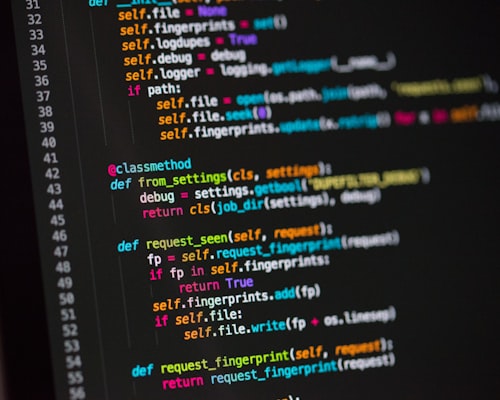 31 def __init__(self,
32 self.file = None
33 self.fingerprints = set()
34 self.logdupes = True
35 self.debug = debug
36 self.logger = logging.getLogger(__name__)
37 if path:
38 self.file = open(os.path.join(path, 'requests.seen'),
39 self.file.seek(0)
40 self.fingerprints.update(x.rstrip() for x in self.
41
42 @classmethod
43 def from_settings(cls, settings):
44 debug = settings.getbool('DUPEFILTER_DEBUG')
45 return cls(job_dir(settings), debug)
46
47 def request_seen(self, request):
48 fp = self.request_fingerprint(request)
49 if fp in self.fingerprints:
50 return True
51 self.fingerprints.add(fp)
52 if self.file:
53 self.file.write(fp + os.linesep)
54
55 def request_fingerprint(self, request):
56 return request_fingerprint(request)